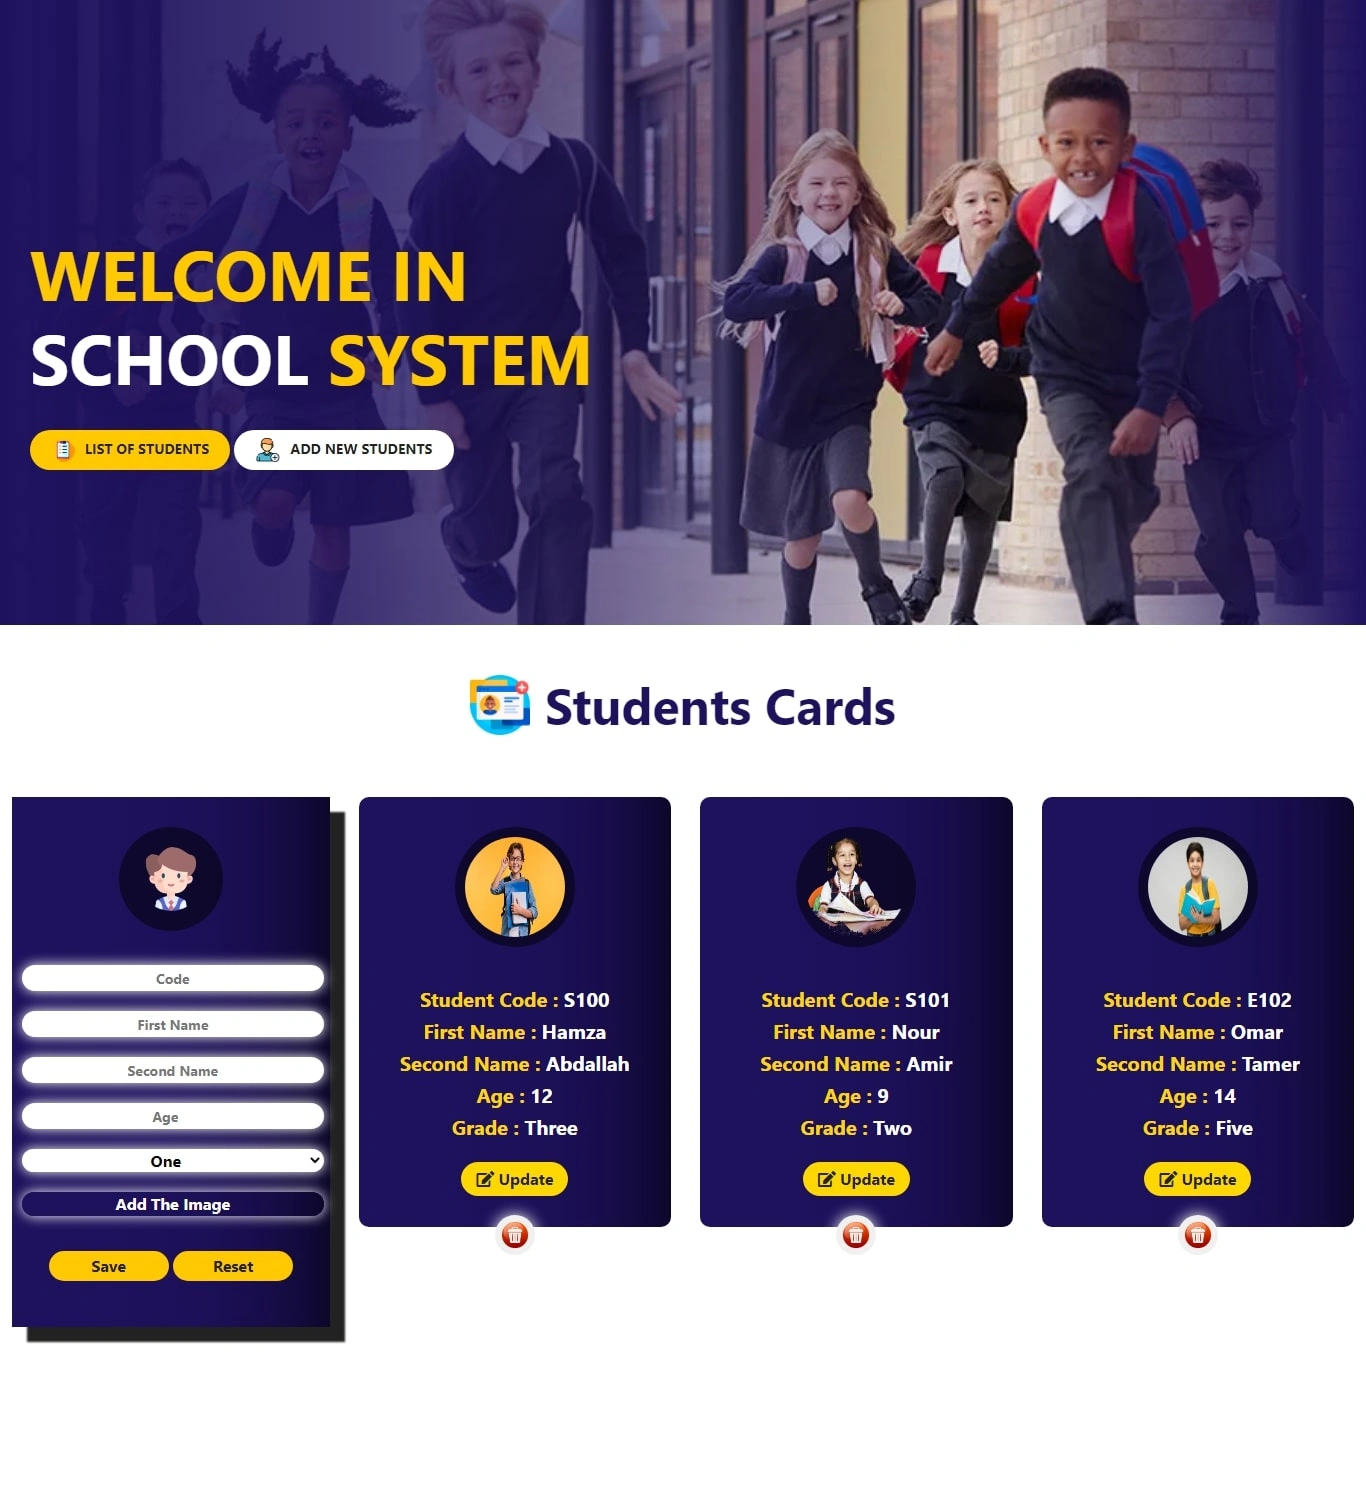 WELCOME IN
SCHOOL SYSTEM
LIST OF STUDENTS
ADD NEW STUDENTS
Students Cards
Code
First Name
Second Name
Age
One
Add The Image
Save
Reset
Student Code : S100
First Name : Hamza
Second Name : Abdallah
Age : 12
Grade : Three
Update
Student Code : S101
First Name : Nour
Second Name : Amir
Age : 9
Grade : Two
Update
Student Code : E102
First Name : Omar
Second Name : Tamer
Age : 14
Grade : Five
Update